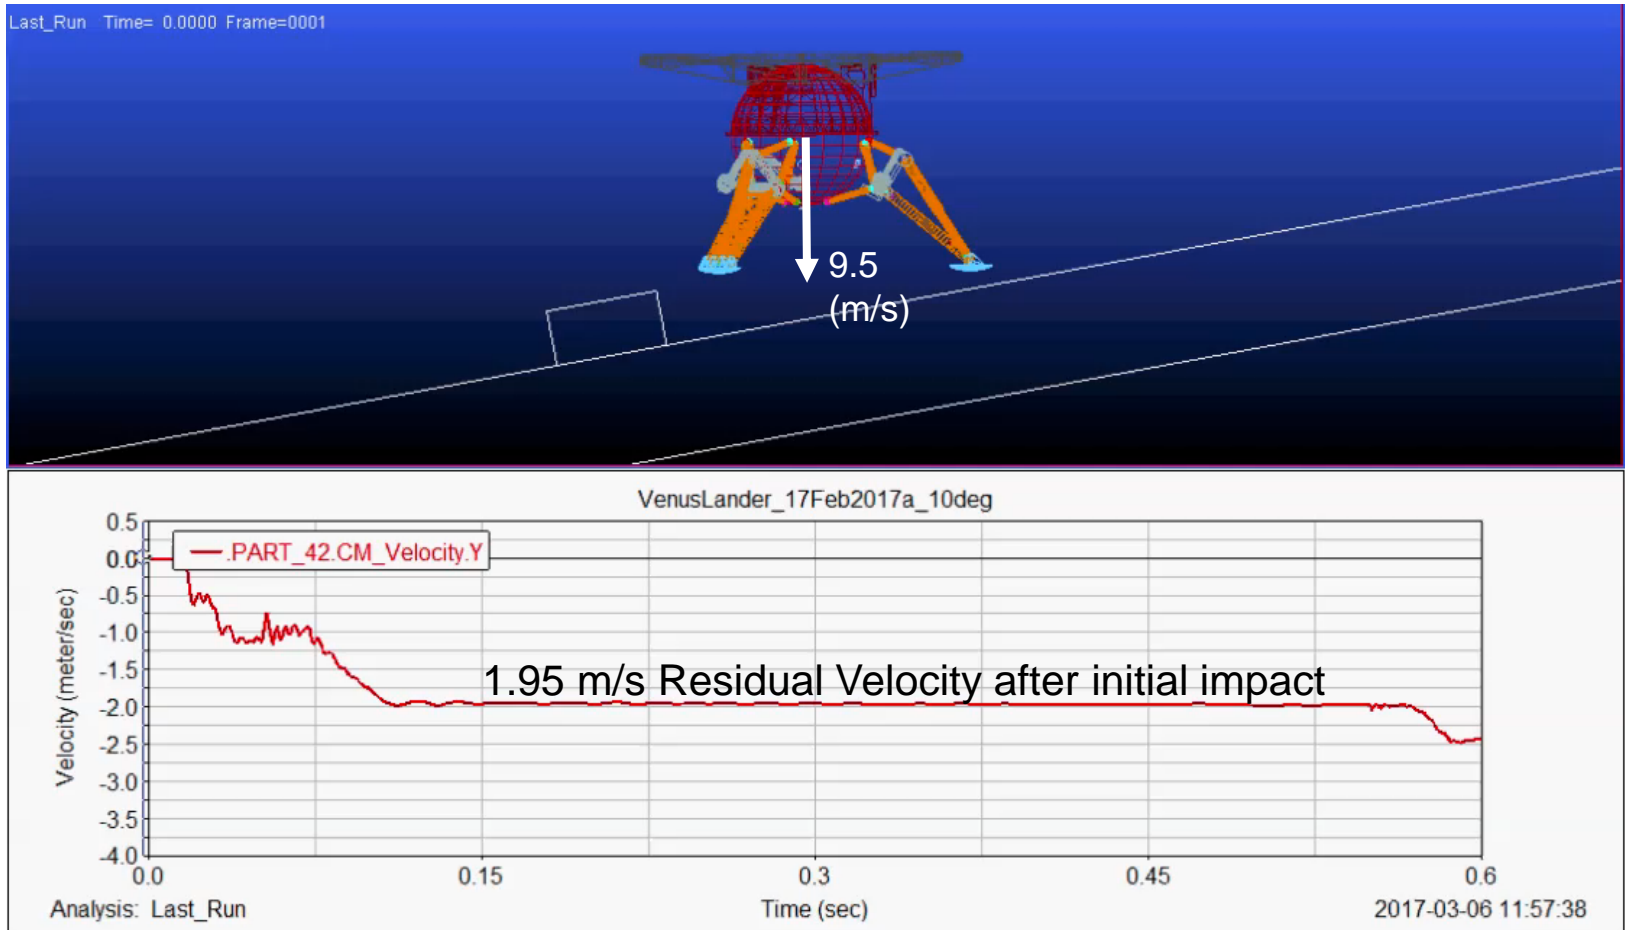 Last_Run Time= 0.0000 Frame=0001
9.5
(m/s)
VenusLander_17Feb2017a_10deg
.PART_42.CM_Velocity.Y
0.5
0.0
-0.5
-1.0
-1.5
-2.0
-2.5
-3.0
-3.5
-4.0
Velocity (meter/sec)
1.95 m/s Residual Velocity after initial impact
0.0 0.15 0.3 0.45 0.6
Analysis: Last_Run Time (sec) 2017-03-06 11:57:38